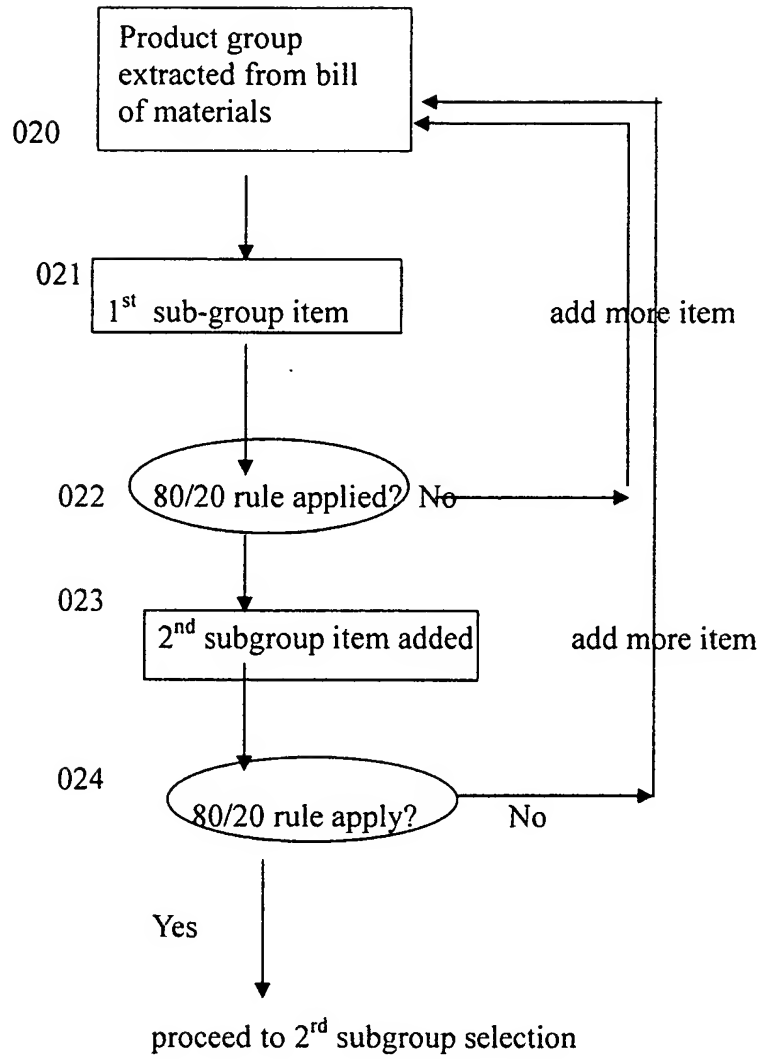 Product group
extracted from bill
of materials
020
021
1st sub-group item
add more item
022
80/20 rule applied? No
023
2nd subgroup item added
add more item
024
80/20 rule apply?
No
Yes
proceed to 2rd subgroup selection